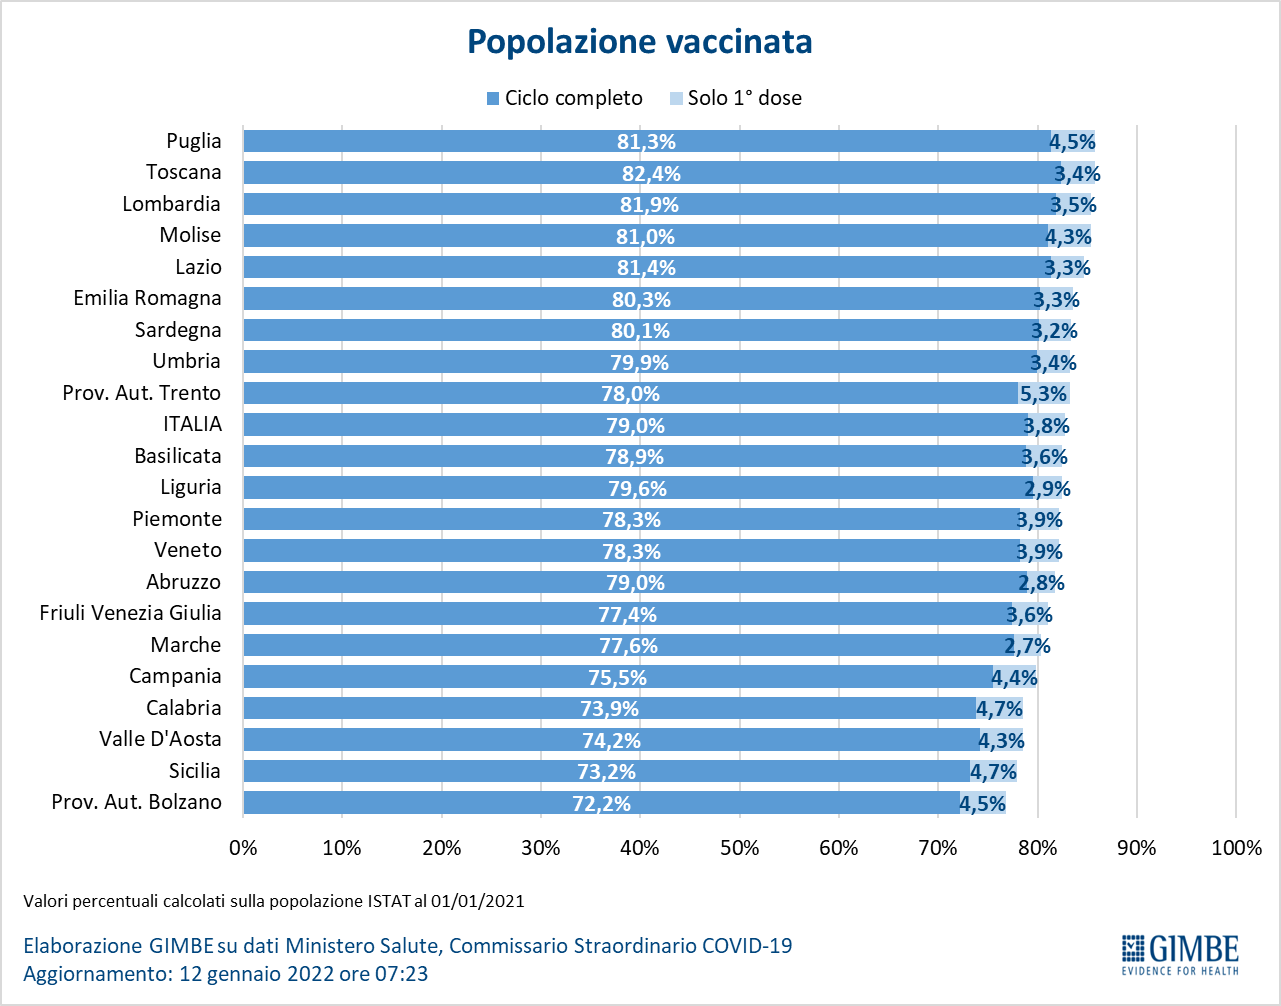 Popolazione vaccinata
Ciclo completo Solo 1° dose
Puglia 81,3% 4,5%
Toscana 82,4% 3,4%
Lombardia 81,9% 3,5%
Molise 81,0% 4,3%
Lazio 81,4% 3,3%
Emilia Romagna 80,3% 3,3%
Sardegna 80,1% 3,2%
Umbria 79,9% 3,4%
Prov. Aut. Trento 78,0% 5,3%
ITALIA 79,0% 3,8%
Basilicata 78,9% 3,6%
Liguria 79,6% 2,9%
Piemonte 78,3% 3,9%
Veneto 78,3% 3,9%
Abruzzo 79,0% 2,8%
Friuli Venezia Giulia 77,4% 3,6%
Marche 77,6% 2,7%
Campania 75,5% 4,4%
Calabria 73,9% 4,7%
Valle D'Aosta 74,2% 4,3%
Sicilia 73,2% 4,7%
Prov. Aut. Bolzano 72,2% 4,5%
0% 10% 20% 30% 40% 50% 60% 70% 80% 90% 100%
Valori percentuali calcolati sulla popolazione ISTAT al 01/01/2021
Elaborazione GIMBE su dati Ministero Salute, Commissario Straordinario COVID-19
Aggiornamento: 12 gennaio 2022 ore 07:23
GIMBE
EVIDENCE FOR HEALTH